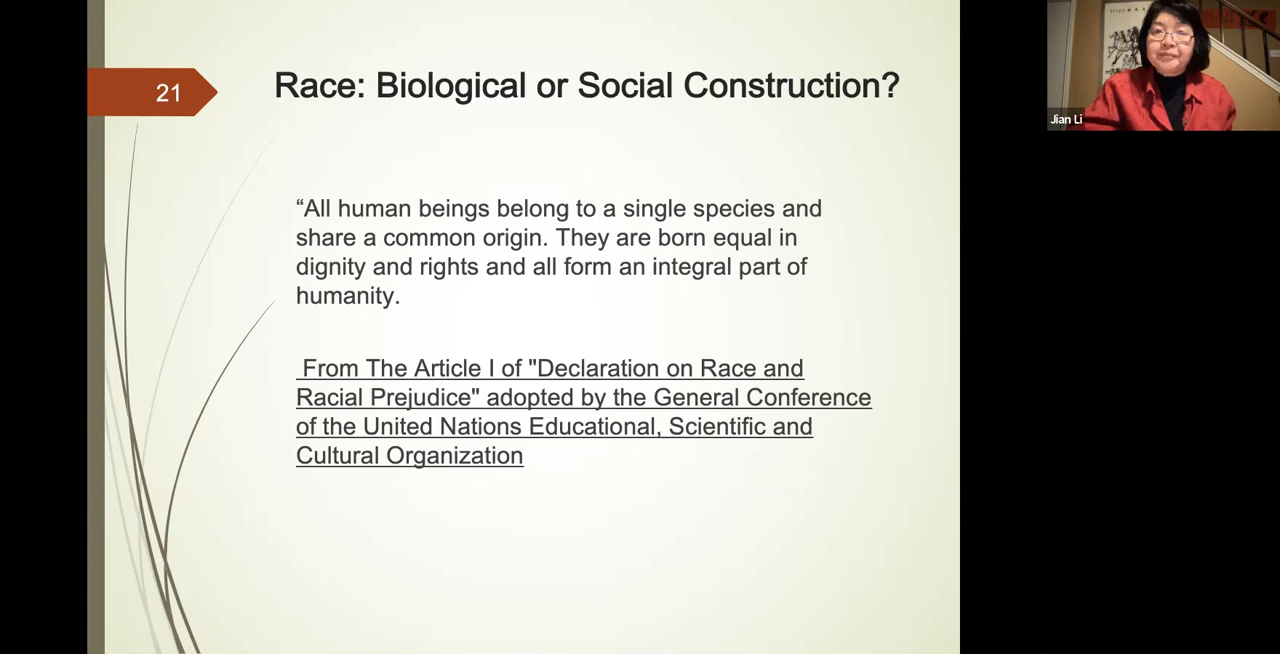 21
Race: Biological or Social Construction?
“All human beings belong to a single species and
share a common origin. They are born equal in
dignity and rights and all form an integral part of
humanity.
From The Article I of "Declaration on Race and
Racial Prejudice" adopted by the General Conference
of the United Nations Educational, Scientific and
Cultural Organization
Jian Li